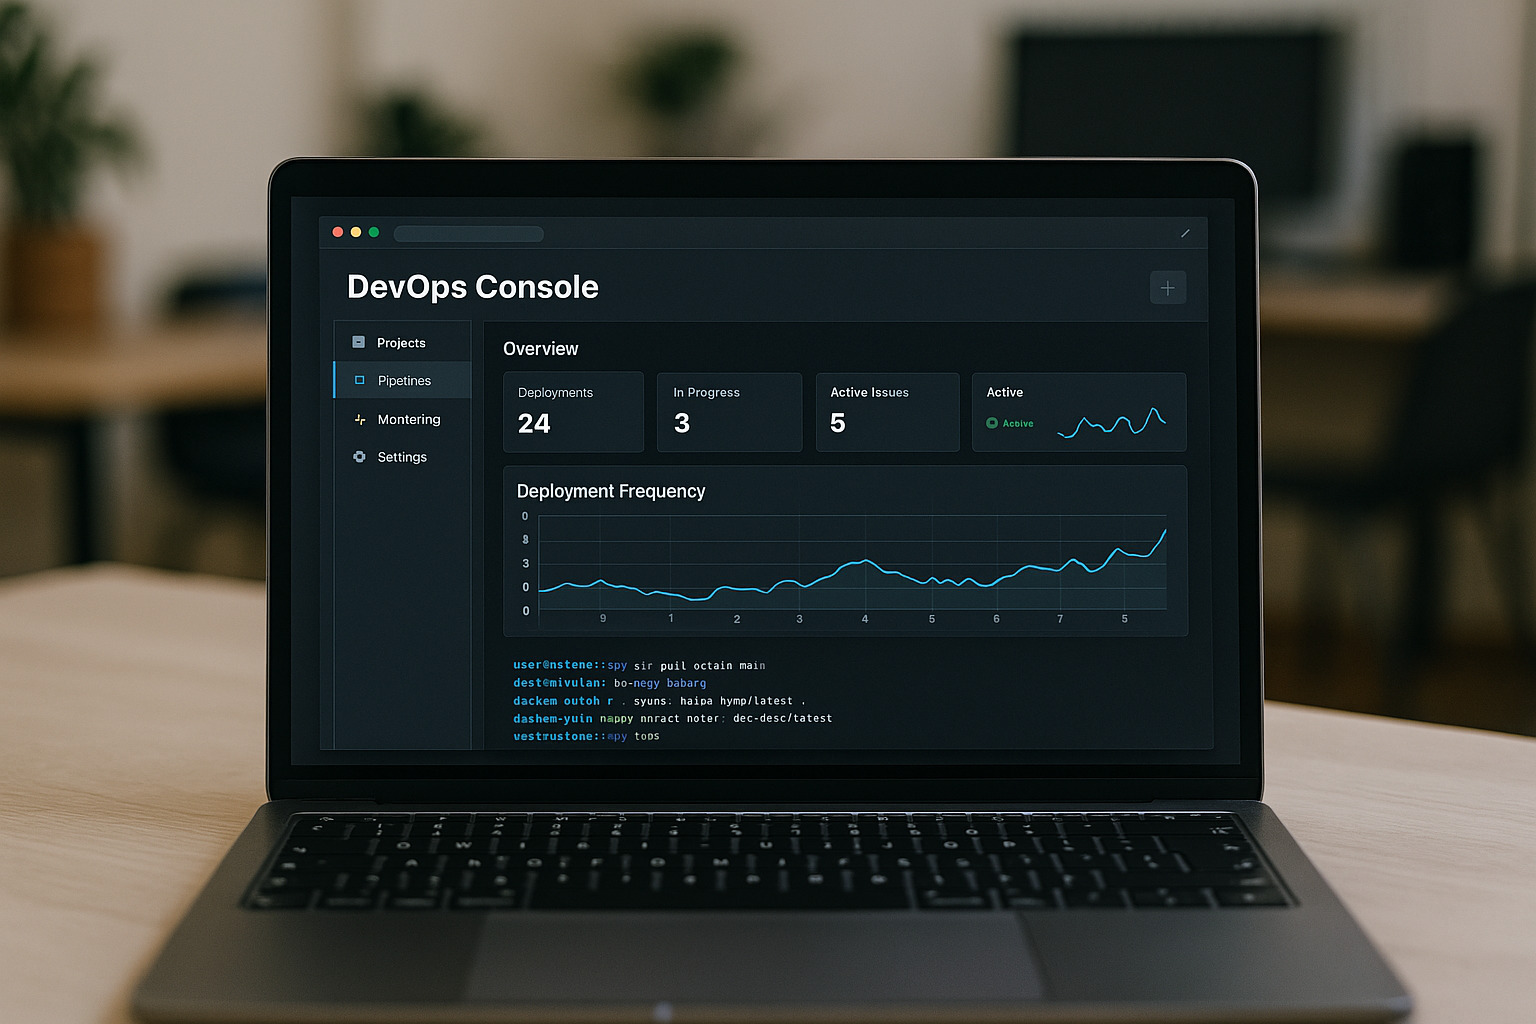 DevOps Console
Projects
Pipetines
Montering
Settings
Overview
Deployments
24
In Progress
3
Active Issues
5
Active
Acbive
Deployment Frequency
0
8
3
0
0
9 1 2 3 4 5 6 7 5
user@nstene::spy sir puil octain main
dest@mivulan: bo-negy babarg
dackem outoh r . syuns: haipa hymp/latest .
dashem-yuin nappy nnract noter: dec-desc/tatest
vestrustone::mpy tops